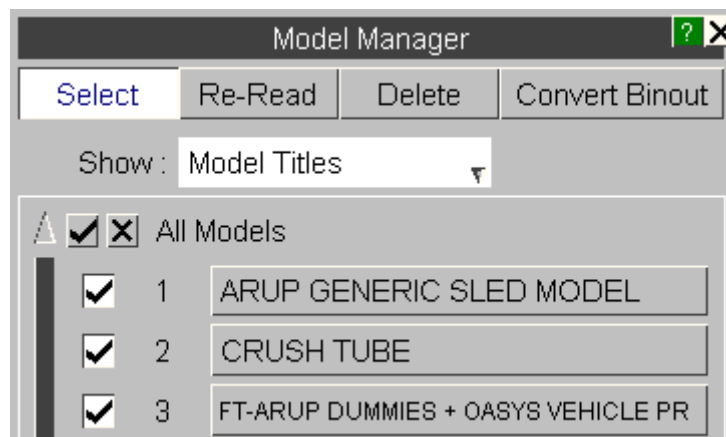 Model Manager ?
Select Re-Read Delete Convert Binout
Show : Model Titles
All Models
1 ARUP GENERIC SLED MODEL
2 CRUSH TUBE
3 FT-ARUP DUMMIES + OASYS VEHICLE PR